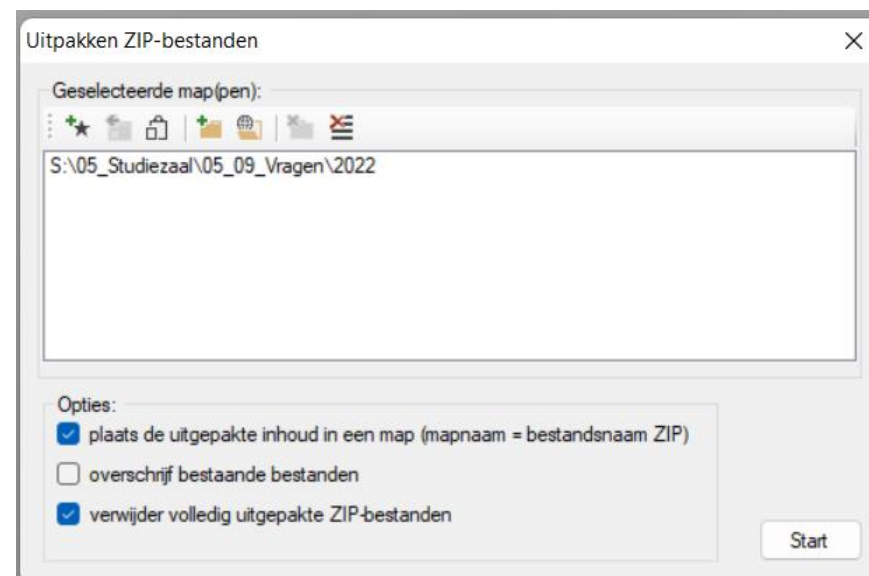 Uitpakken ZIP-bestanden
Geselecteerde map(pen):
S:\05_Studiezaal\05_09_Vragen\2022
Opties:
plaats de uitgepakte inhoud in een map (mapnaam = bestandsnaam ZIP)
overschrijf bestaande bestanden
verwijder volledig uitgepakte ZIP-bestanden
Start